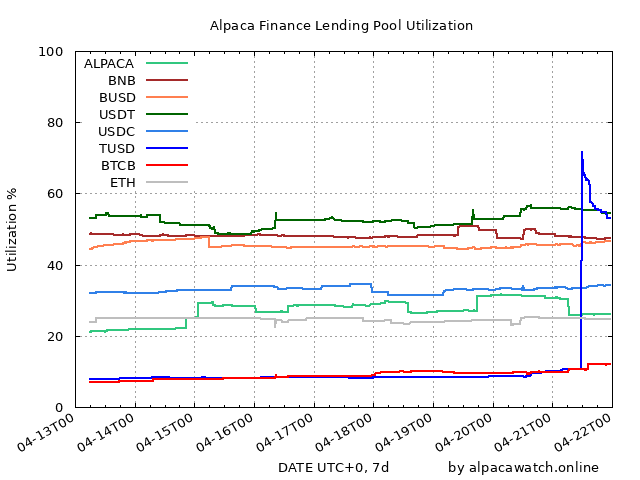 Alpaca Finance Lending Pool Utilization
100
80
60
40
20
0
Utilization %
ALPACA
BNB
BUSD
USDT
USDC
TUSD
BTCB
ETH
04-13T00
04-14T00
04-15T00
04-16T00
04-17T00
04-18T00
04-19T00
04-20T00
04-21T00
04-22T00
DATE UTC+0, 7d
by alpacawatch.online